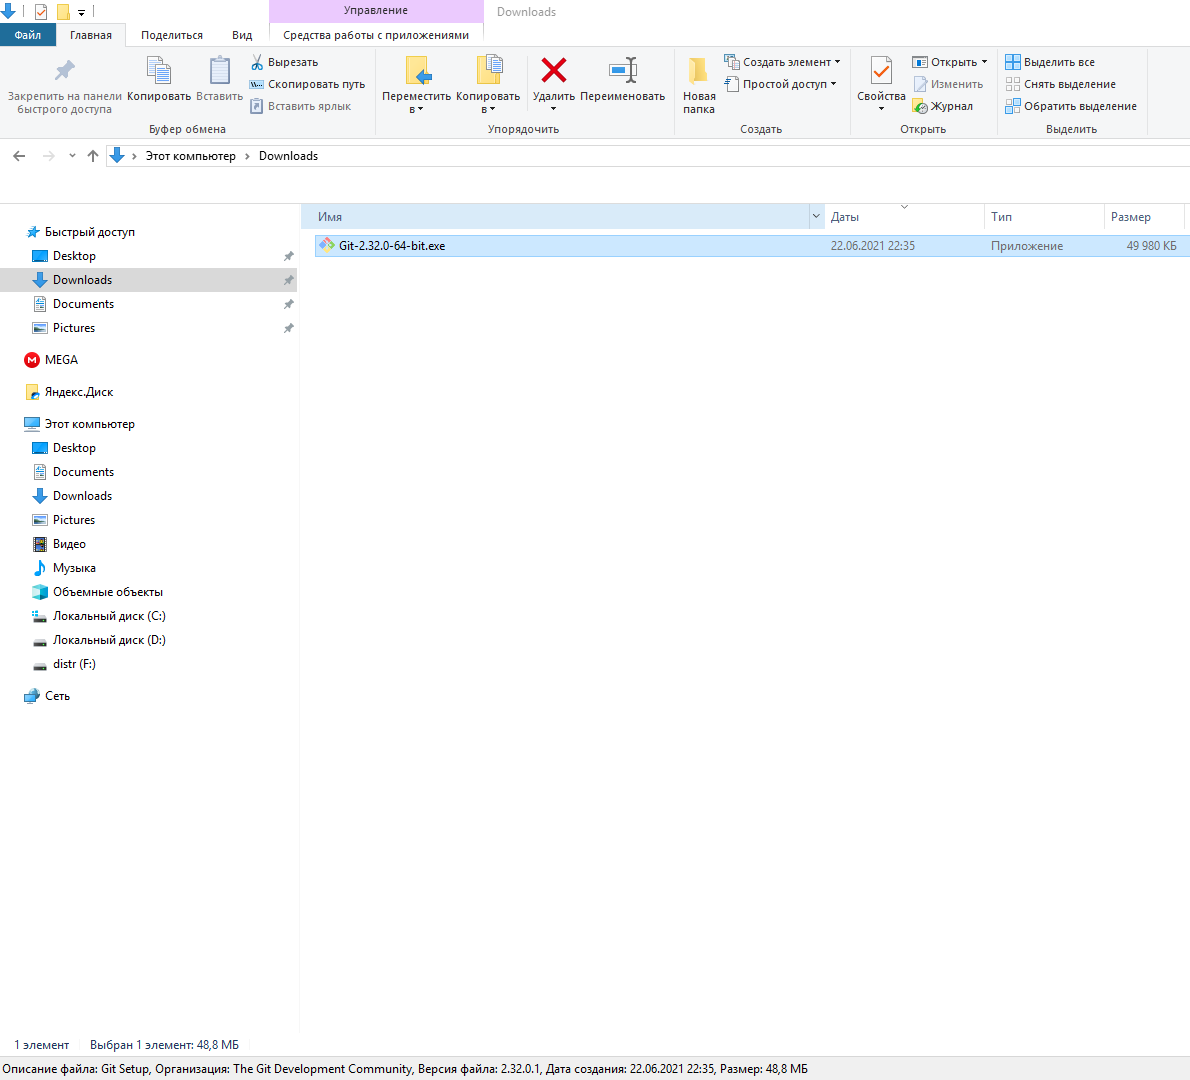 Управление
Downloads
Файл
Главная
Поделиться
Вид
Средства работы с приложениями
Закрепить на панели
быстрого доступа
Копировать
Вставить
Вырезать
Скопировать путь
Вставить ярлык
Буфер обмена
Переместить
в
Копировать
в
Удалить
Переименовать
Упорядочить
Новая
папка
Создать элемент
Простой доступ
Создать
Свойства
Открыть
Изменить
Журнал
Открыть
Выделить все
Снять выделение
Обратить выделение
Выделить
Этот компьютер > Downloads
Имя
Даты
Тип
Размер
Git-2.32.0-64-bit.exe
22.06.2021 22:35
Приложение
49 980 КБ
Быстрый доступ
Desktop
Downloads
Documents
Pictures
MEGA
Яндекс.Диск
Этот компьютер
Desktop
Documents
Downloads
Pictures
Видео
Музыка
Объемные объекты
Локальный диск (C:)
Локальный диск (D:)
distr (F:)
Сеть
1 элемент
Выбран 1 элемент: 48,8 МБ
Описание файла: Git Setup, Организация: The Git Development Community, Версия файла: 2.32.0.1, Дата создания: 22.06.2021 22:35, Размер: 48,8 МБ